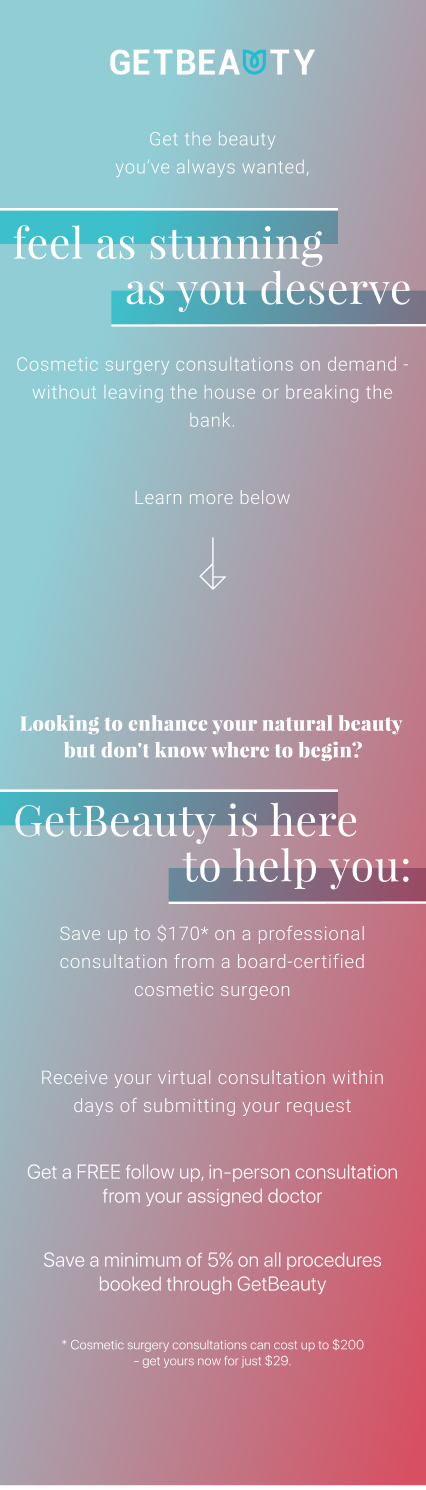 GETBEAUTY
Get the beauty
you've always wanted,
feel as stunning
as you deserve
Cosmetic surgery consultations on demand -
without leaving the house or breaking the
bank.
Learn more below
Looking to enhance your natural beauty
but don't know where to begin?
GetBeauty is here
to help you:
Save up to $170* on a professional
consultation from a board-certified
cosmetic surgeon
Receive your virtual consultation within
days of submitting your request
Get a FREE follow up, in-person consultation
from your assigned doctor
Save a minimum of 5% on all procedures
booked through GetBeauty
* Cosmetic surgery consultations can cost up to $200
- get yours now for just $29.